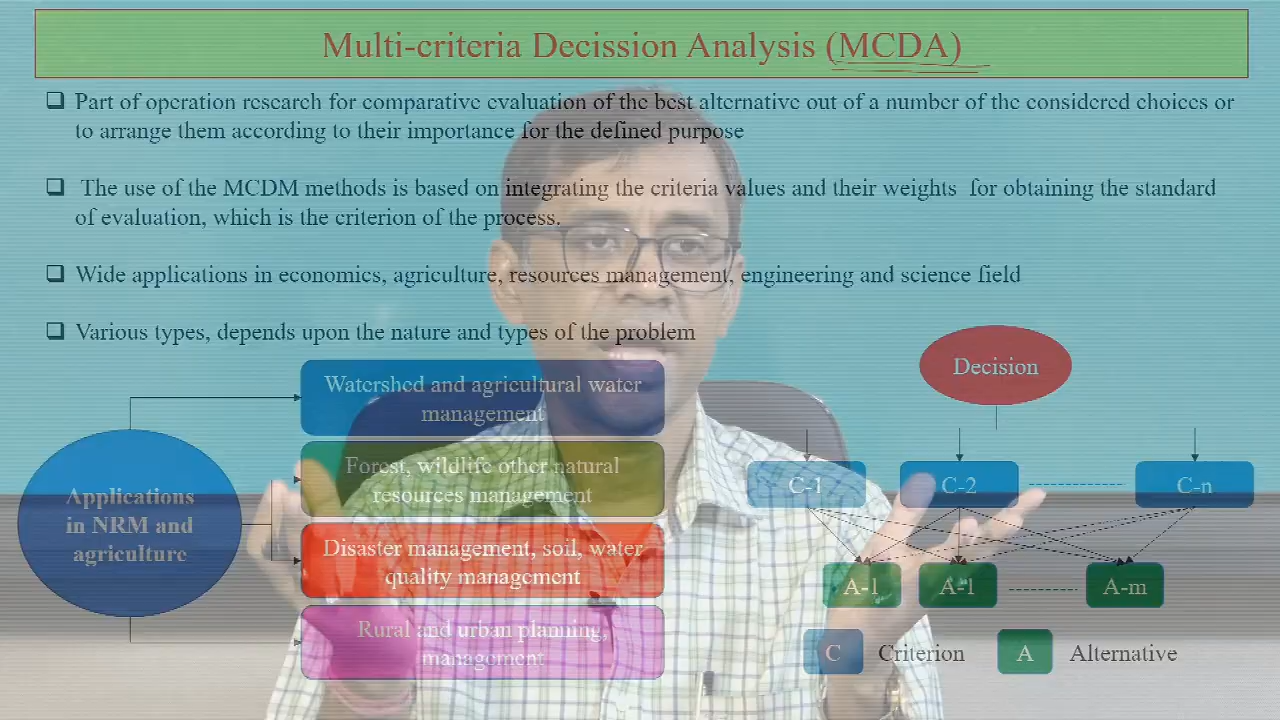 Multi-criteria Decission Analysis (MCDA)
Part of operation research for comparative evaluation of the best alternative out of a number of the considered choices or
to arrange them according to their importance for the defined purpose
The use of the MCDM methods is based on integrating the criteria values and their weights for obtaining the standard
of evaluation, which is the criterion of the process.
Wide applications in economics, agriculture, resources management, engineering and science field
Various types, depends upon the nature and types of the problem
Applications
in NRM and
agriculture
Watershed and agricultural water
management
Forest, wildlife other natural
resources management
Disaster management, soil, water
quality management
Rural and urban planning,
management
Decision
C-1
C-2
C-n
A-1
A-1
A-m
C
Criterion
A
Alternative